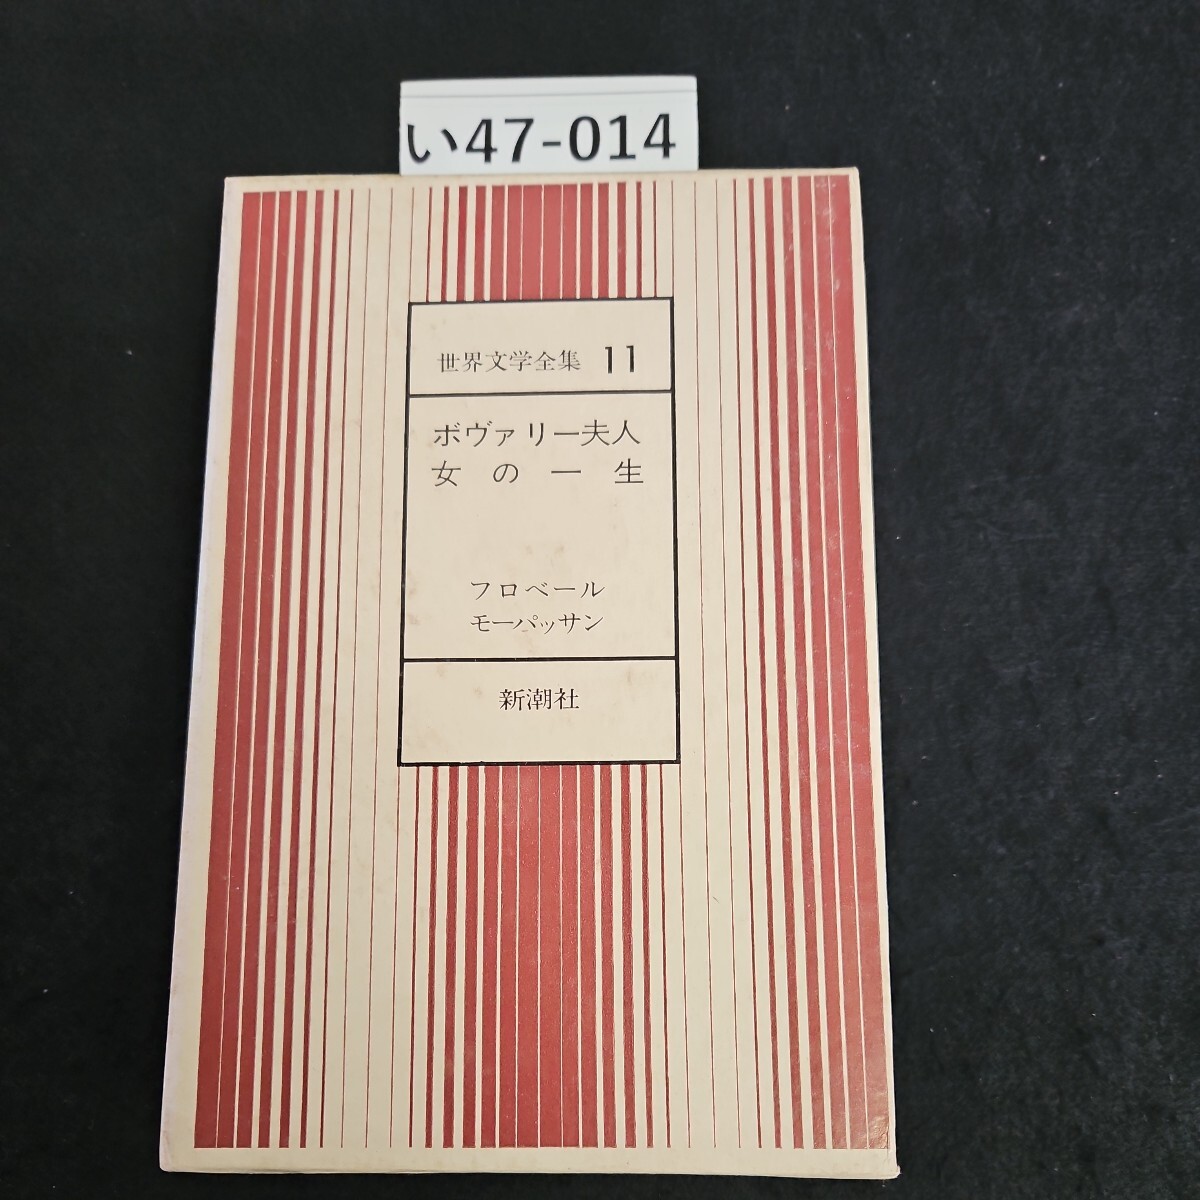 い47-014
世界文学全集 11
ボヴァリー夫人
女の一生
フロベール
モーパッサン
新潮社